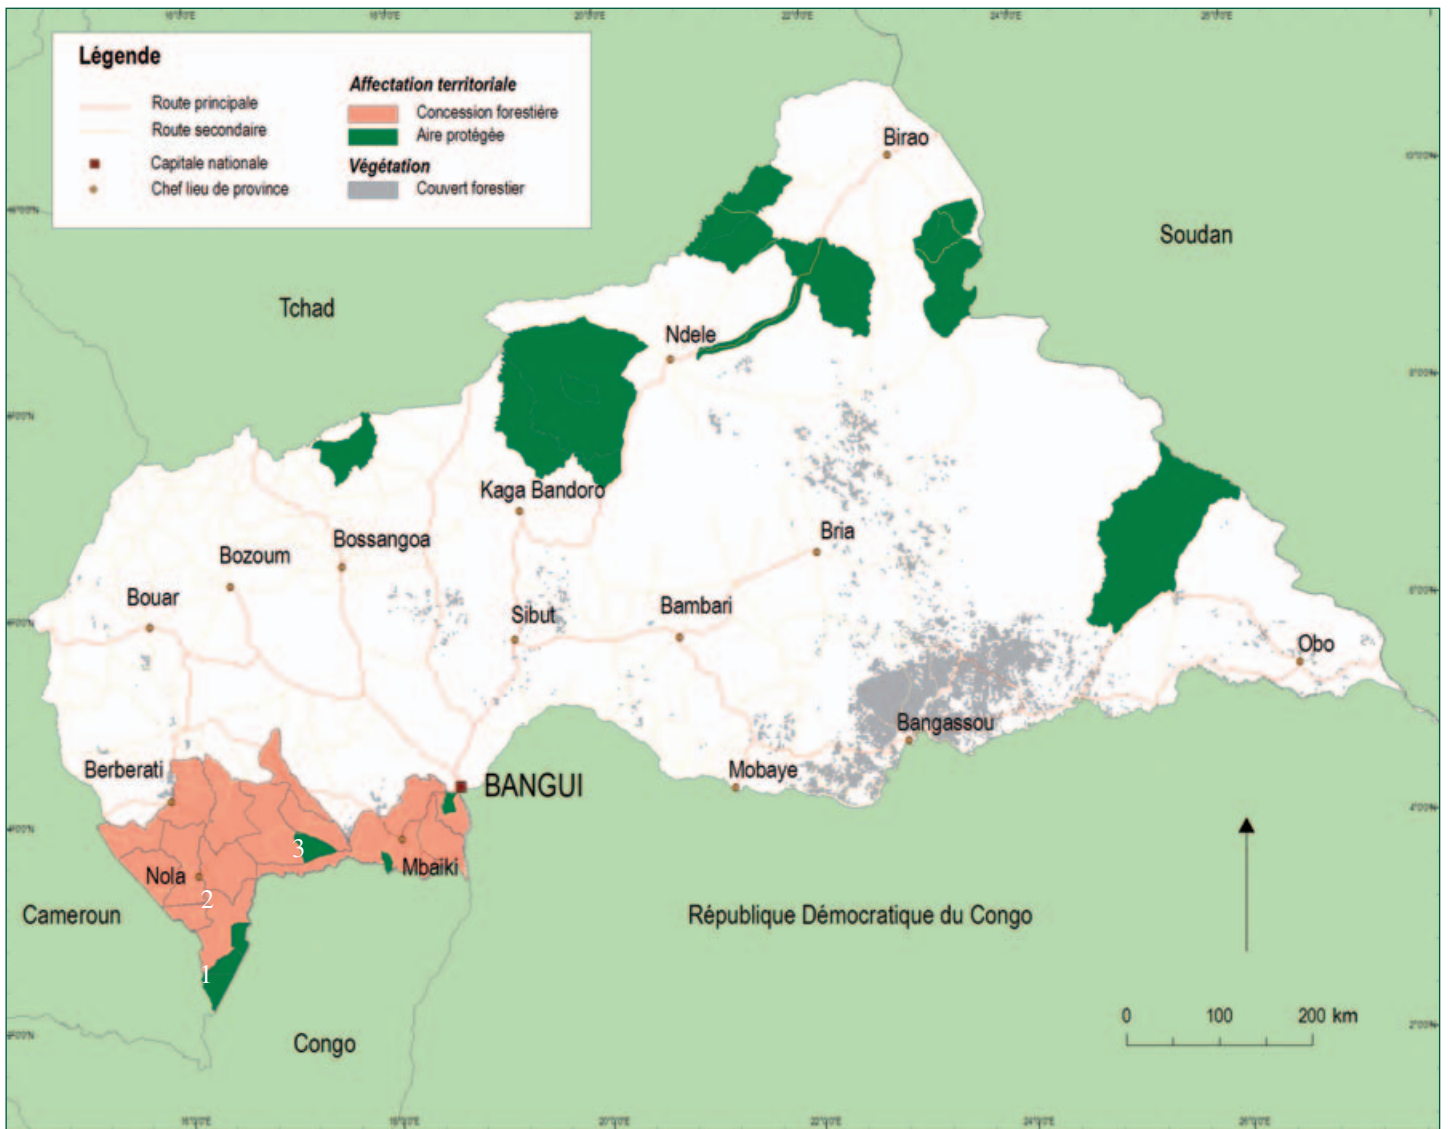 Légende
Route principale
Route secondaire
Capitale nationale
Chef lieu de province
Affectation territoriale
Concession forestière
Aire protégée
Végétation
Couvert forestier
Birao
Soudan
Tchad
Ndele
Kaga Bandoro
Bossangoa
Bria
Bozoum
Bouar
Sibut
Bambari
Obo
Bangassou
Berberati
BANGUI
Mobaye
3
Mbaïki
Nola
2
Cameroun
République Démocratique du Congo
1
0 100 200 km
Congo